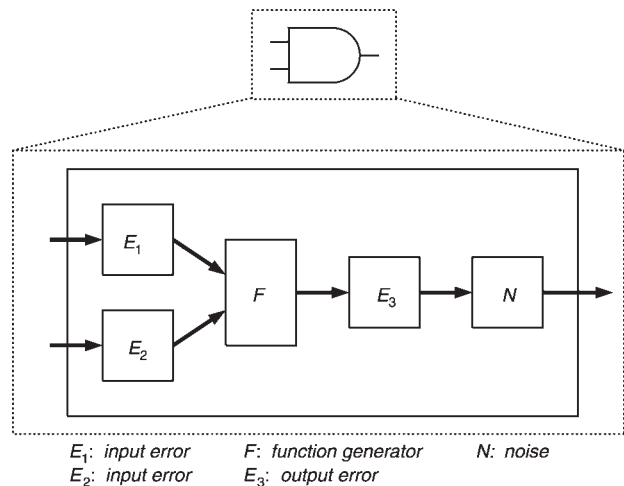 E₁
E₂
F
E₃
N
E₁: input error F: function generator N: noise
E₂: input error E₃: output error